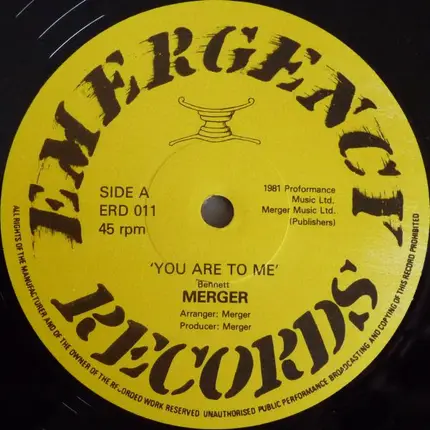 EMERGENCY
RECORDS
SIDE A
ERD 011
45 rpm
1981 Proformance
Music Ltd.
Merger Music Ltd.
(Publishers)
'YOU ARE TO ME'
Bennett
MERGER
Arranger: Merger
Producer: Merger
ALL RIGHTS OF THE MANUFACTURER AND OF THE OWNER OF THE RECORDED WORK RESERVED UNAUTHORISED PUBLIC PERFORMANCE BROADCASTING AND COPYING OF THIS RECORD PROHIBITED